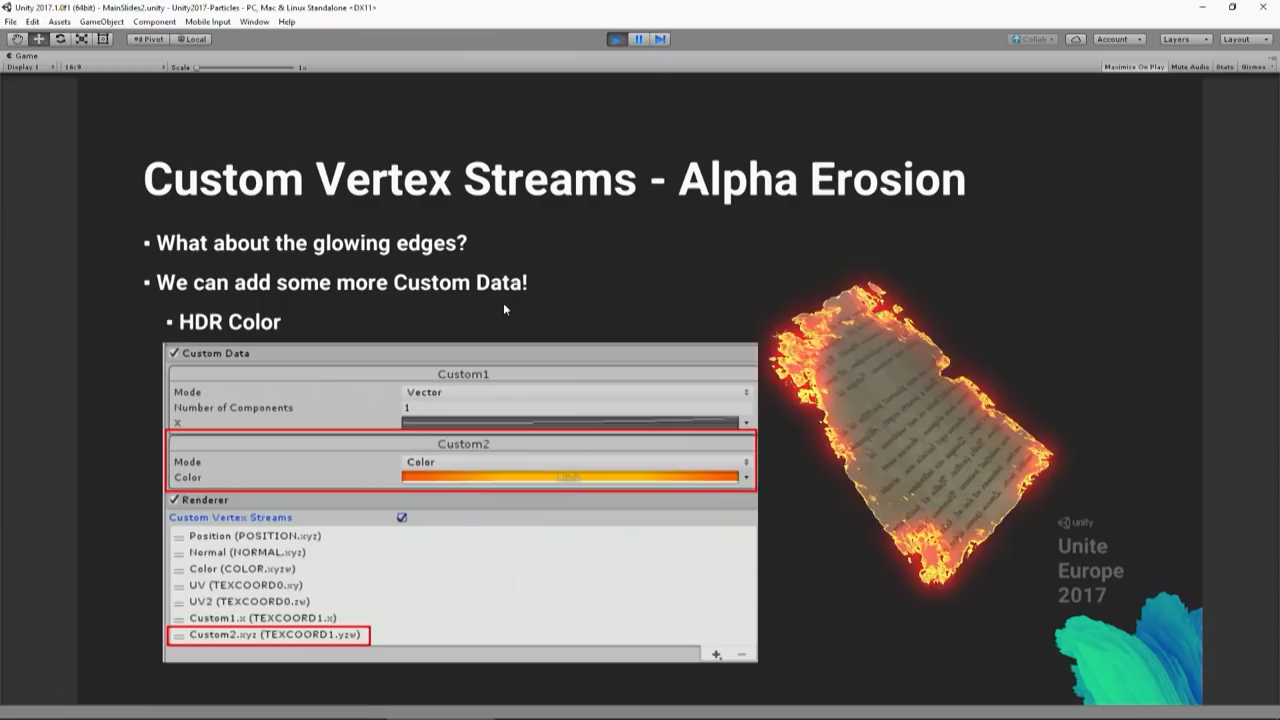 Unity 2017.1.0f1 (64bit) - MainSlides2.unity - Unity2017-Particles - PC, Mac & Linux Standalone <DX11>
File Edit Assets GameObject Component Mobile Input Window Help
Pivot Local Collab Account Layers Layout
Game
Display 1 16:9 Scale 1x Maximize On Play Mute Audio Stats Gizmos
Custom Vertex Streams - Alpha Erosion
▪ What about the glowing edges?
▪ We can add some more Custom Data!
▪ HDR Color
Custom Data
Custom1
Mode Vector
Number of Components 1
X
Custom2
Mode Color
Color
Renderer
Custom Vertex Streams
Position (POSITION.xyz)
Normal (NORMAL.xyz)
Color (COLOR.xyzw)
UV (TEXCOORD0.xy)
UV2 (TEXCOORD0.zw)
Custom1.x (TEXCOORD1.x)
Custom2.xyz (TEXCOORD1.yzw)
unity
Unite
Europe
2017